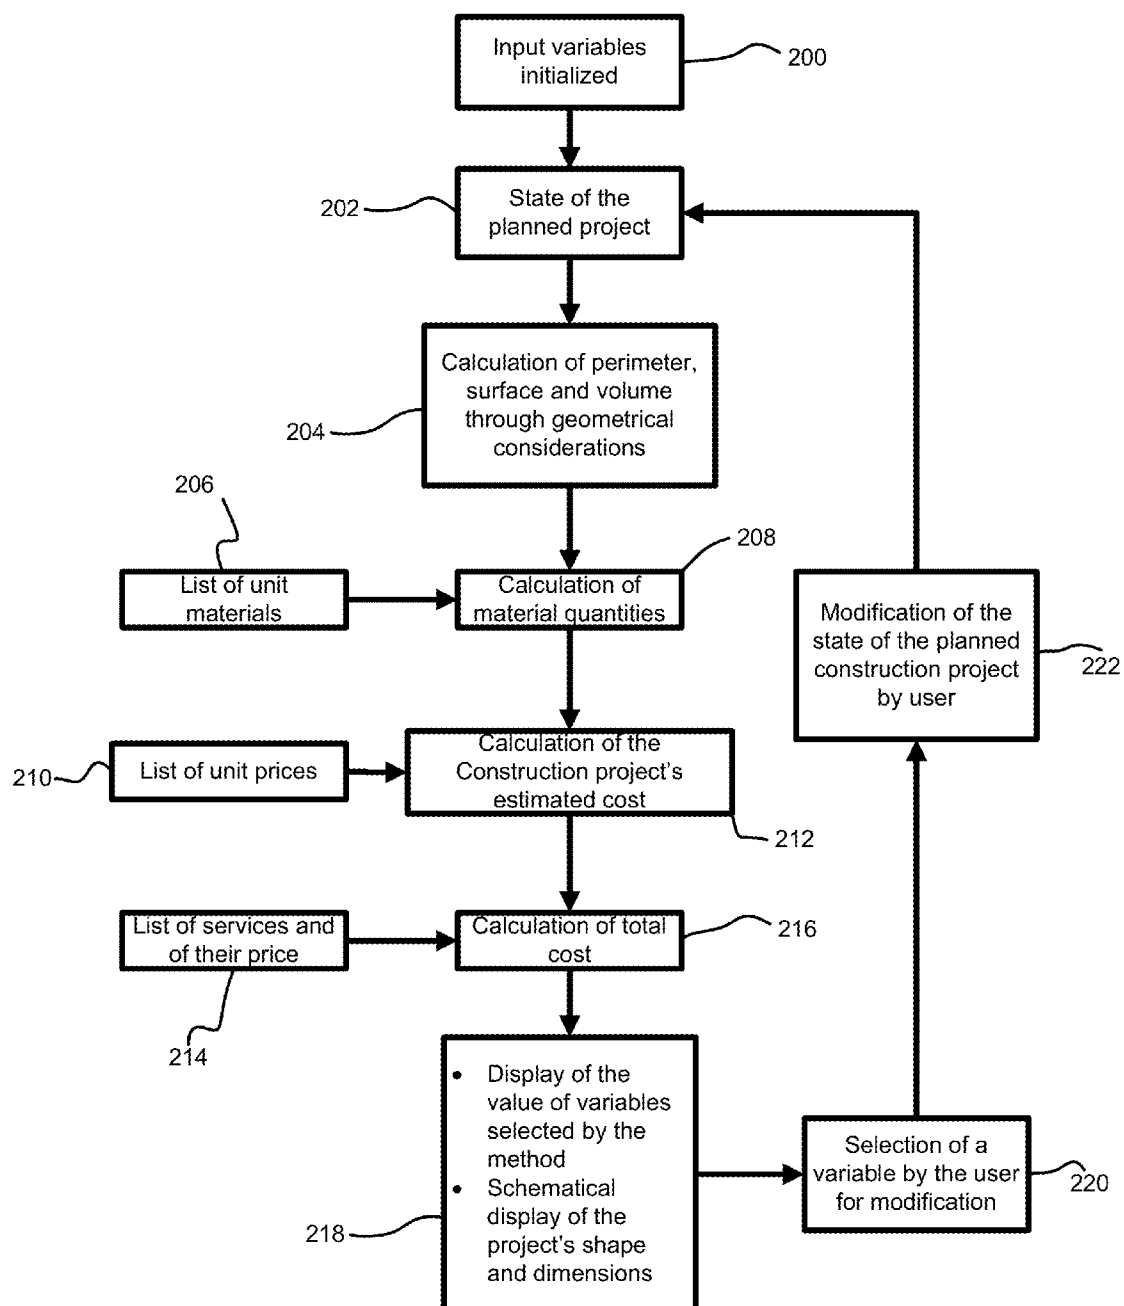 Input variables
initialized
200
State of the
planned project
202
Calculation of perimeter,
surface and volume
through geometrical
considerations
204
206
208
List of unit
materials
Calculation of
material quantities
Modification of the
state of the planned
construction project
by user
222
210
List of unit prices
Calculation of the
Construction project's
estimated cost
212
List of services and
of their price
214
Calculation of total
cost
216
• Display of the
value of variables
selected by the
method
• Schematical
display of the
project's shape
and dimensions
218
Selection of a
variable by the user
for modification
220